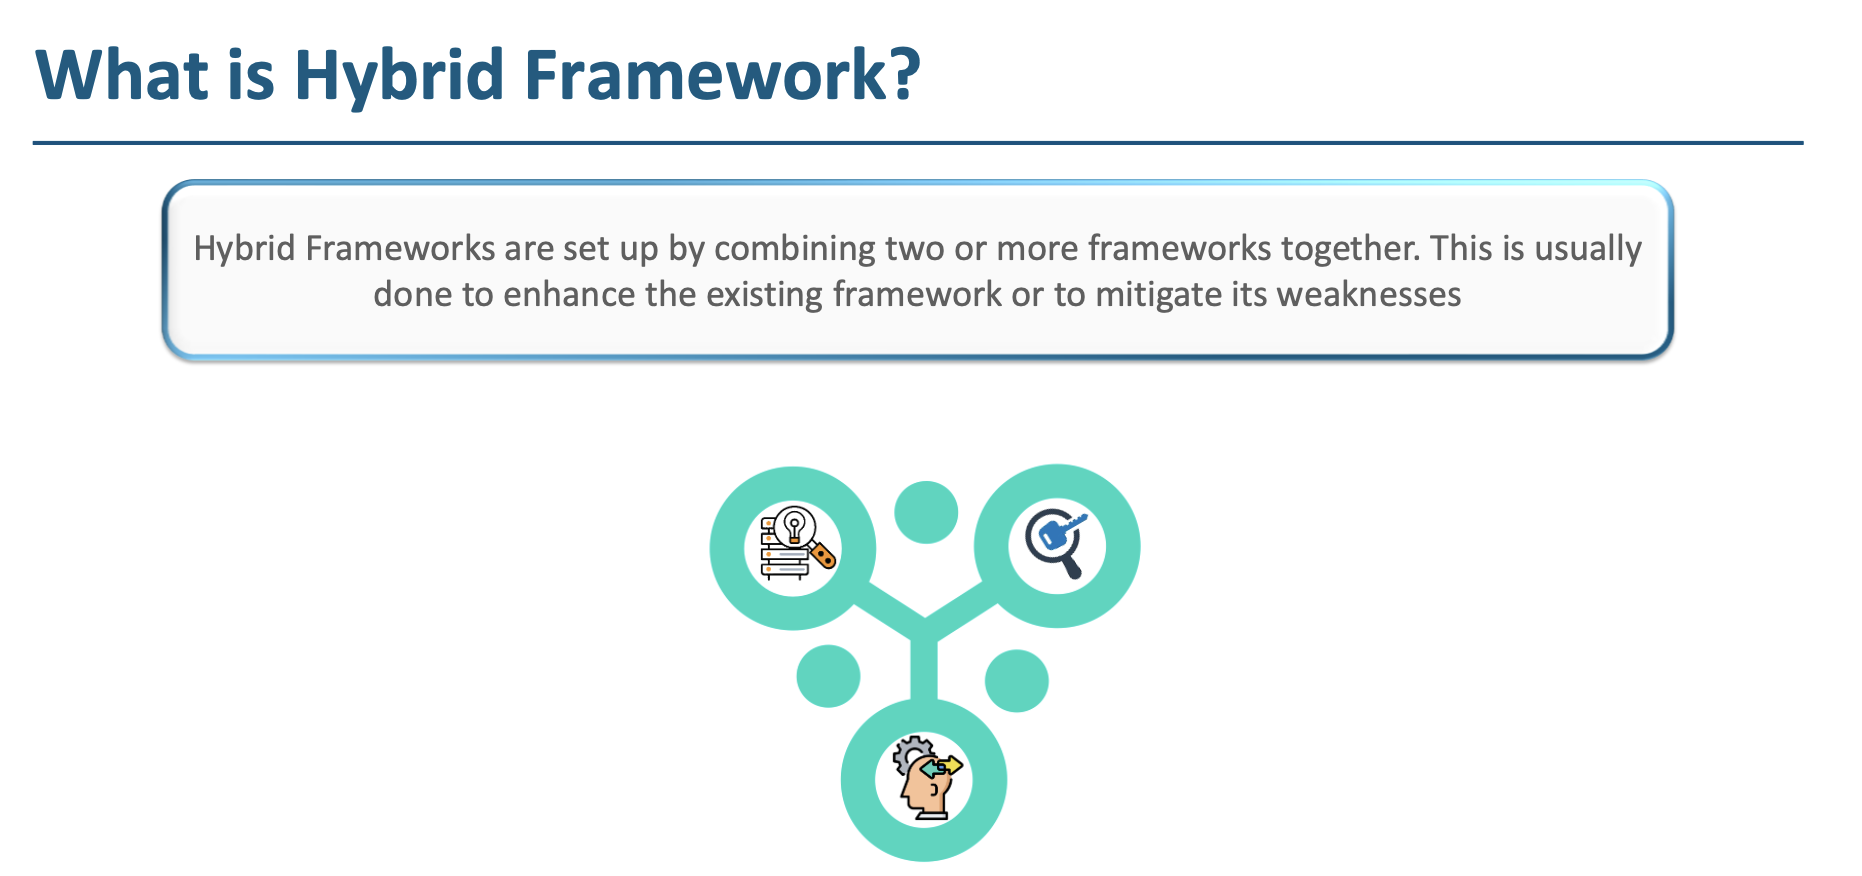 What is Hybrid Framework?
Hybrid Frameworks are set up by combining two or more frameworks together. This is usually
done to enhance the existing framework or to mitigate its weaknesses